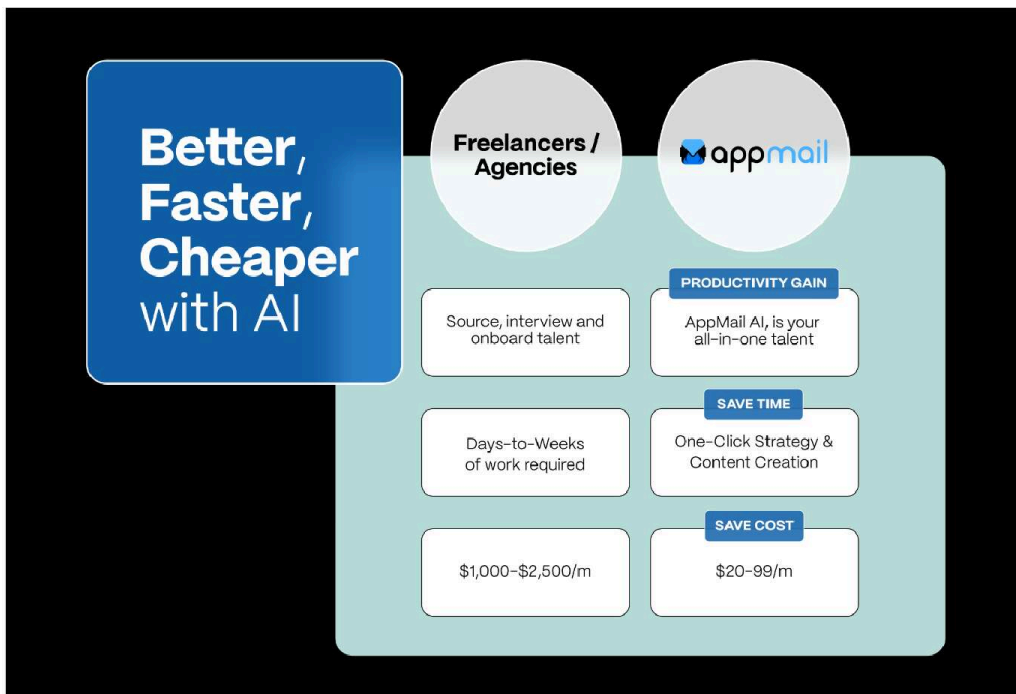 Better,
Faster,
Cheaper
with AI
Freelancers /
Agencies
appmail
PRODUCTIVITY GAIN
Source, interview and
onboard talent
AppMail AI, is your
all-in-one talent
SAVE TIME
Days-to-Weeks
of work required
One-Click Strategy &
Content Creation
SAVE COST
$1,000-$2,500/m
$20-99/m